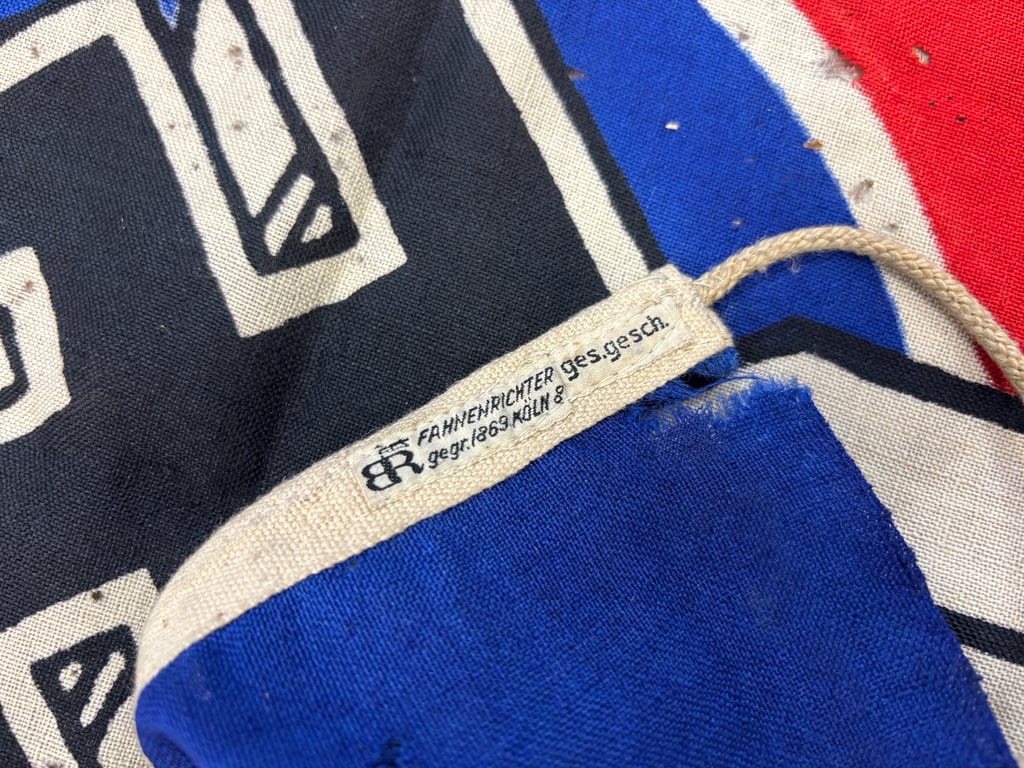 BR FAHNENRICHTER ges.gesch.
gegr.1869 KÖLN 8